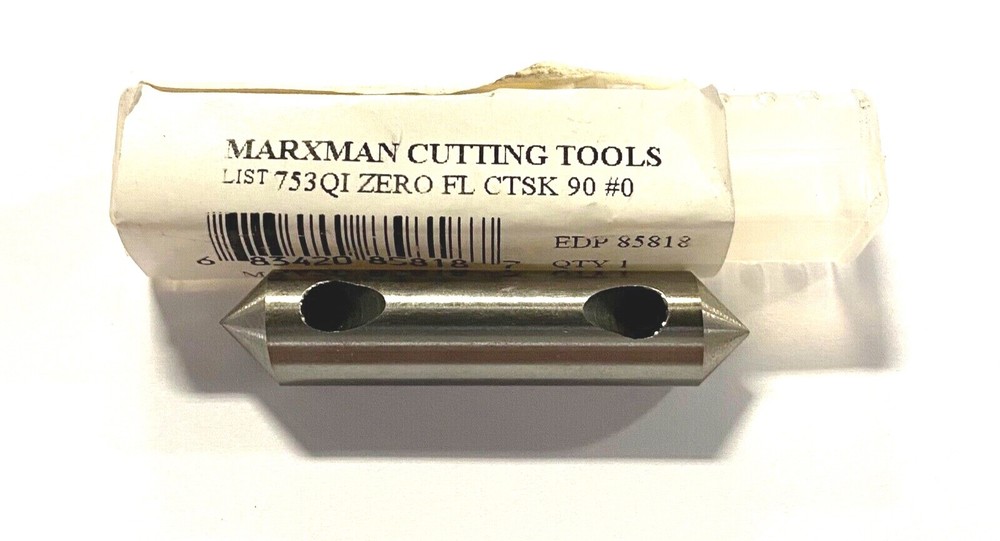 MARXMAN CUTTING TOOLS
LIST 753QI ZERO FL CTSK 90 #0
EDP 85818
6 83420 85818 7
QTY 1